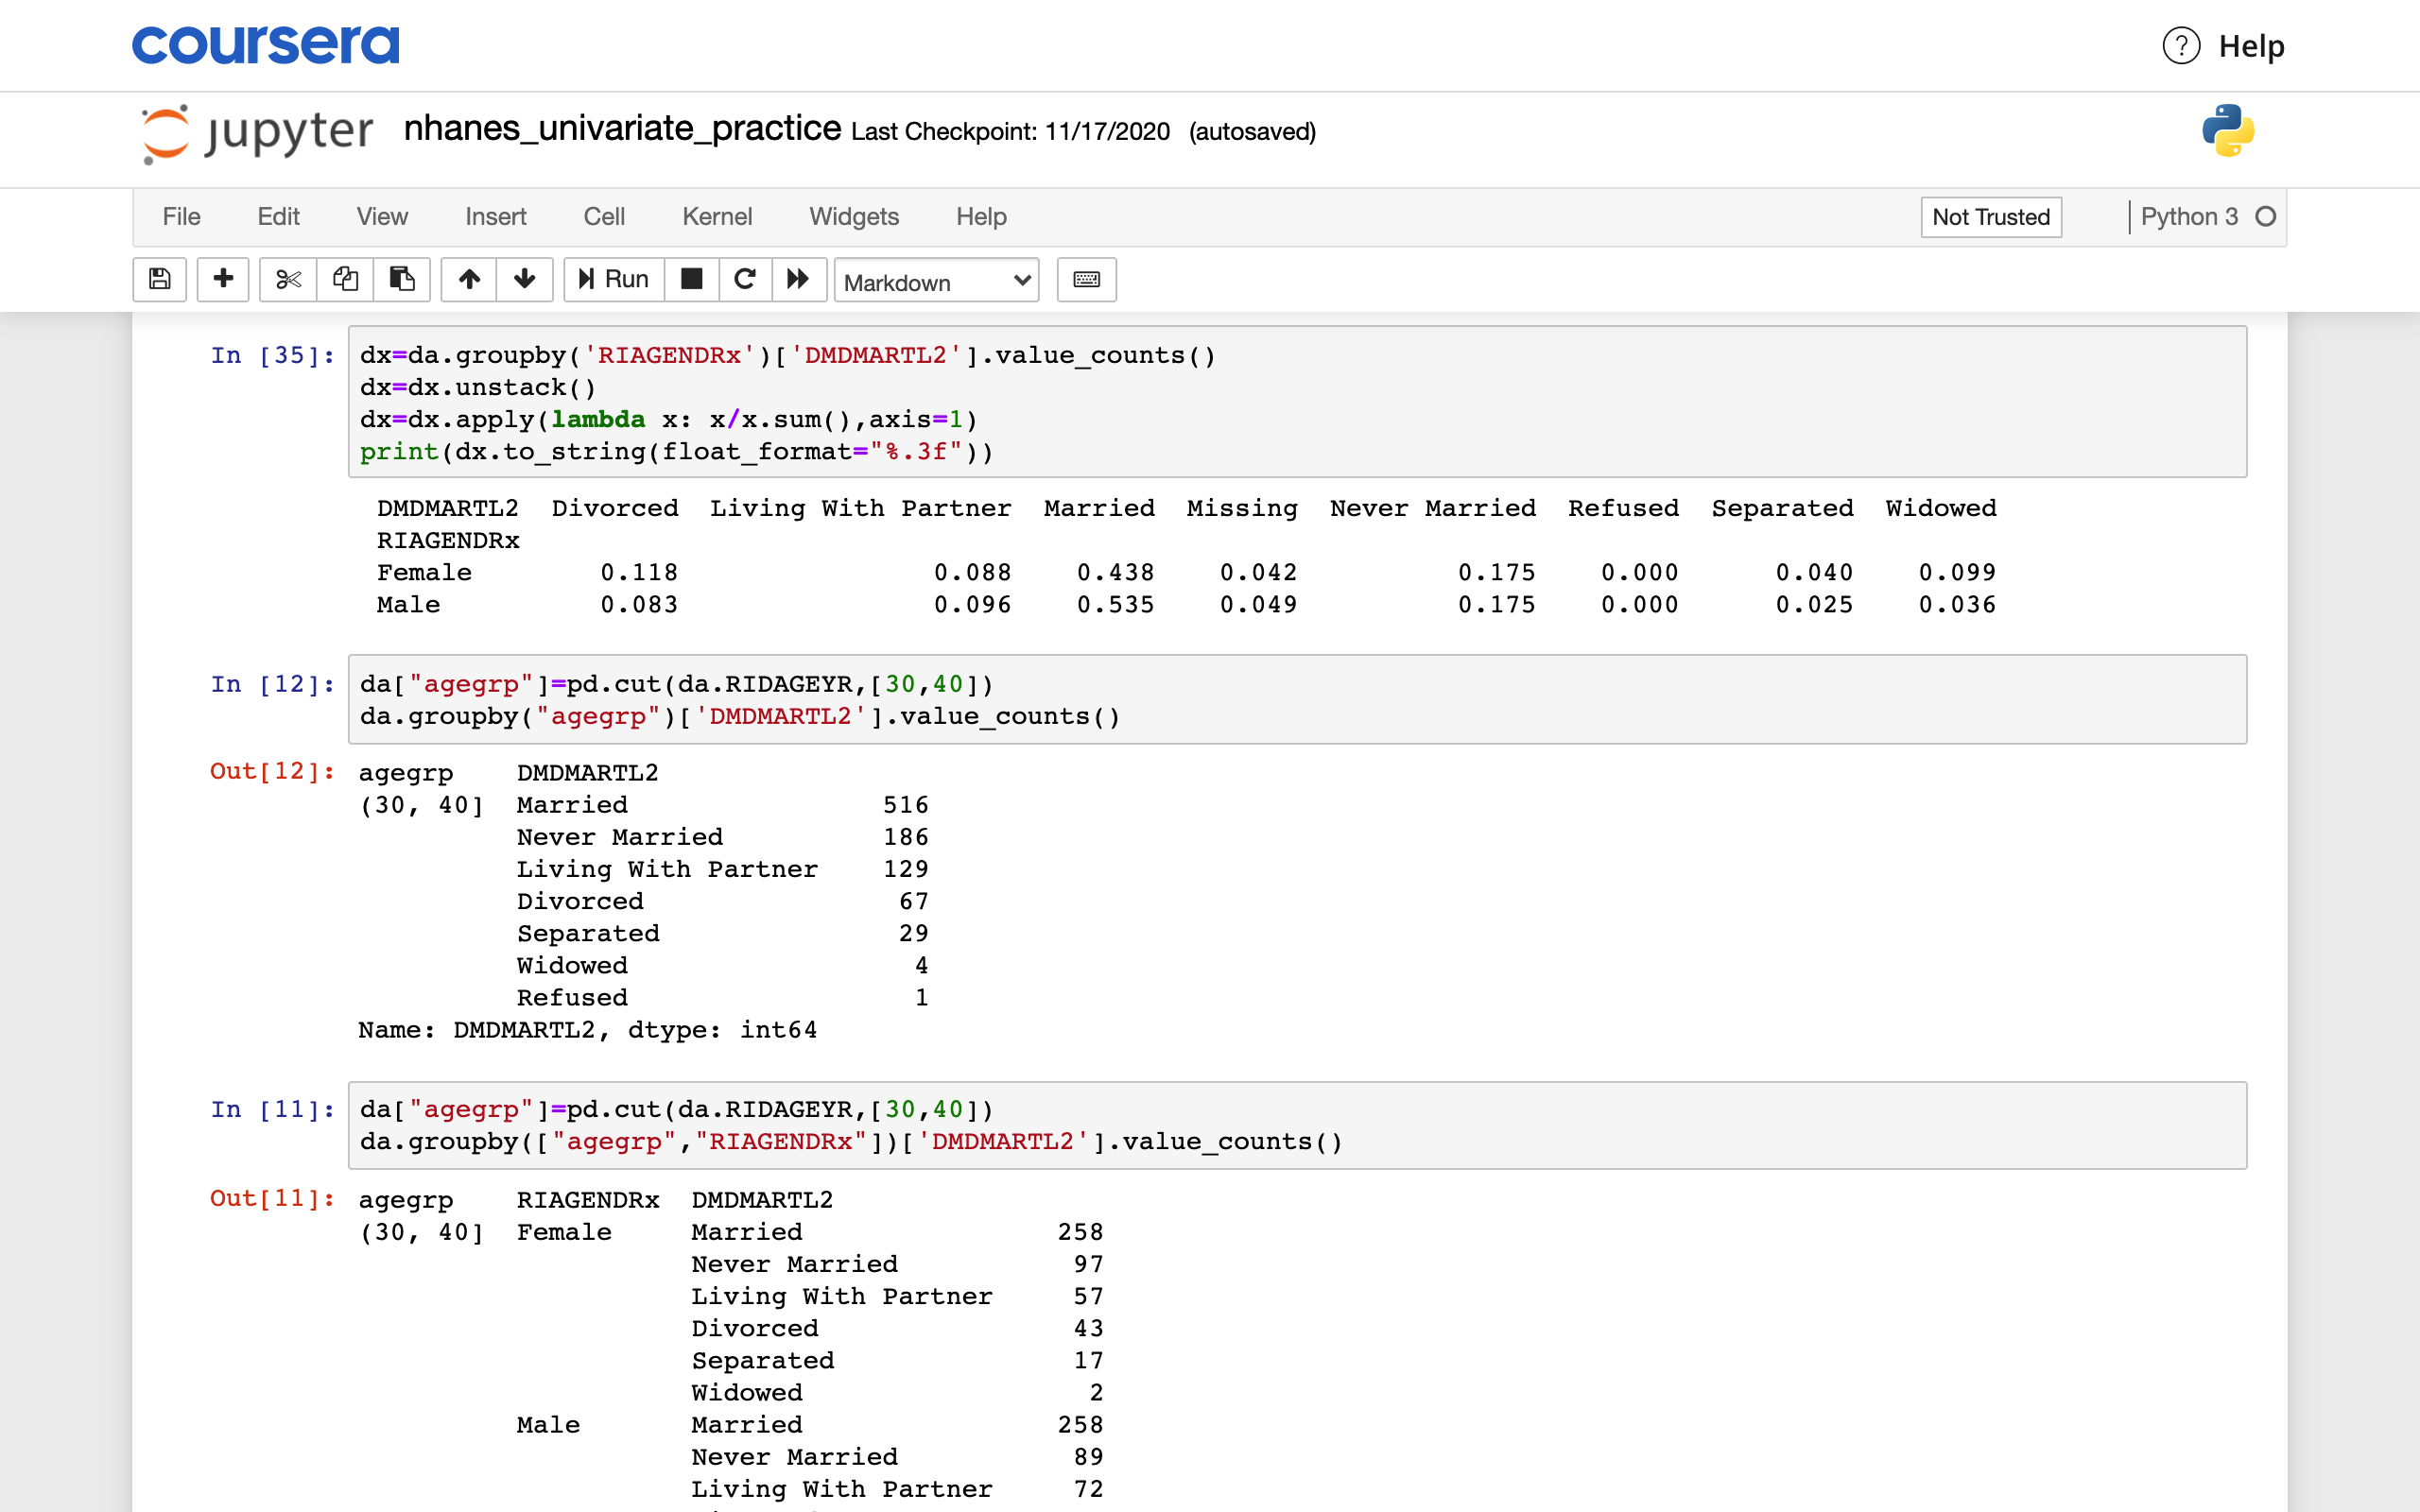 coursera
? Help
jupyter nhanes_univariate_practice Last Checkpoint: 11/17/2020 (autosaved)
File Edit View Insert Cell Kernel Widgets Help Not Trusted Python 3
Run Markdown
In [35]: dx=da.groupby('RIAGENDRx')['DMDMARTL2'].value_counts()
dx=dx.unstack()
dx=dx.apply(lambda x: x/x.sum(),axis=1)
print(dx.to_string(float_format="%.3f"))
DMDMARTL2 Divorced Living With Partner Married Missing Never Married Refused Separated Widowed
RIAGENDRx
Female 0.118 0.088 0.438 0.042 0.175 0.000 0.040 0.099
Male 0.083 0.096 0.535 0.049 0.175 0.000 0.025 0.036
In [12]: da["agegrp"]=pd.cut(da.RIDAGEYR,[30,40])
da.groupby("agegrp")['DMDMARTL2'].value_counts()
Out[12]: agegrp DMDMARTL2
(30, 40] Married 516
Never Married 186
Living With Partner 129
Divorced 67
Separated 29
Widowed 4
Refused 1
Name: DMDMARTL2, dtype: int64
In [11]: da["agegrp"]=pd.cut(da.RIDAGEYR,[30,40])
da.groupby(["agegrp","RIAGENDRx"])['DMDMARTL2'].value_counts()
Out[11]: agegrp RIAGENDRx DMDMARTL2
(30, 40] Female Married 258
Never Married 97
Living With Partner 57
Divorced 43
Separated 17
Widowed 2
Male Married 258
Never Married 89
Living With Partner 72